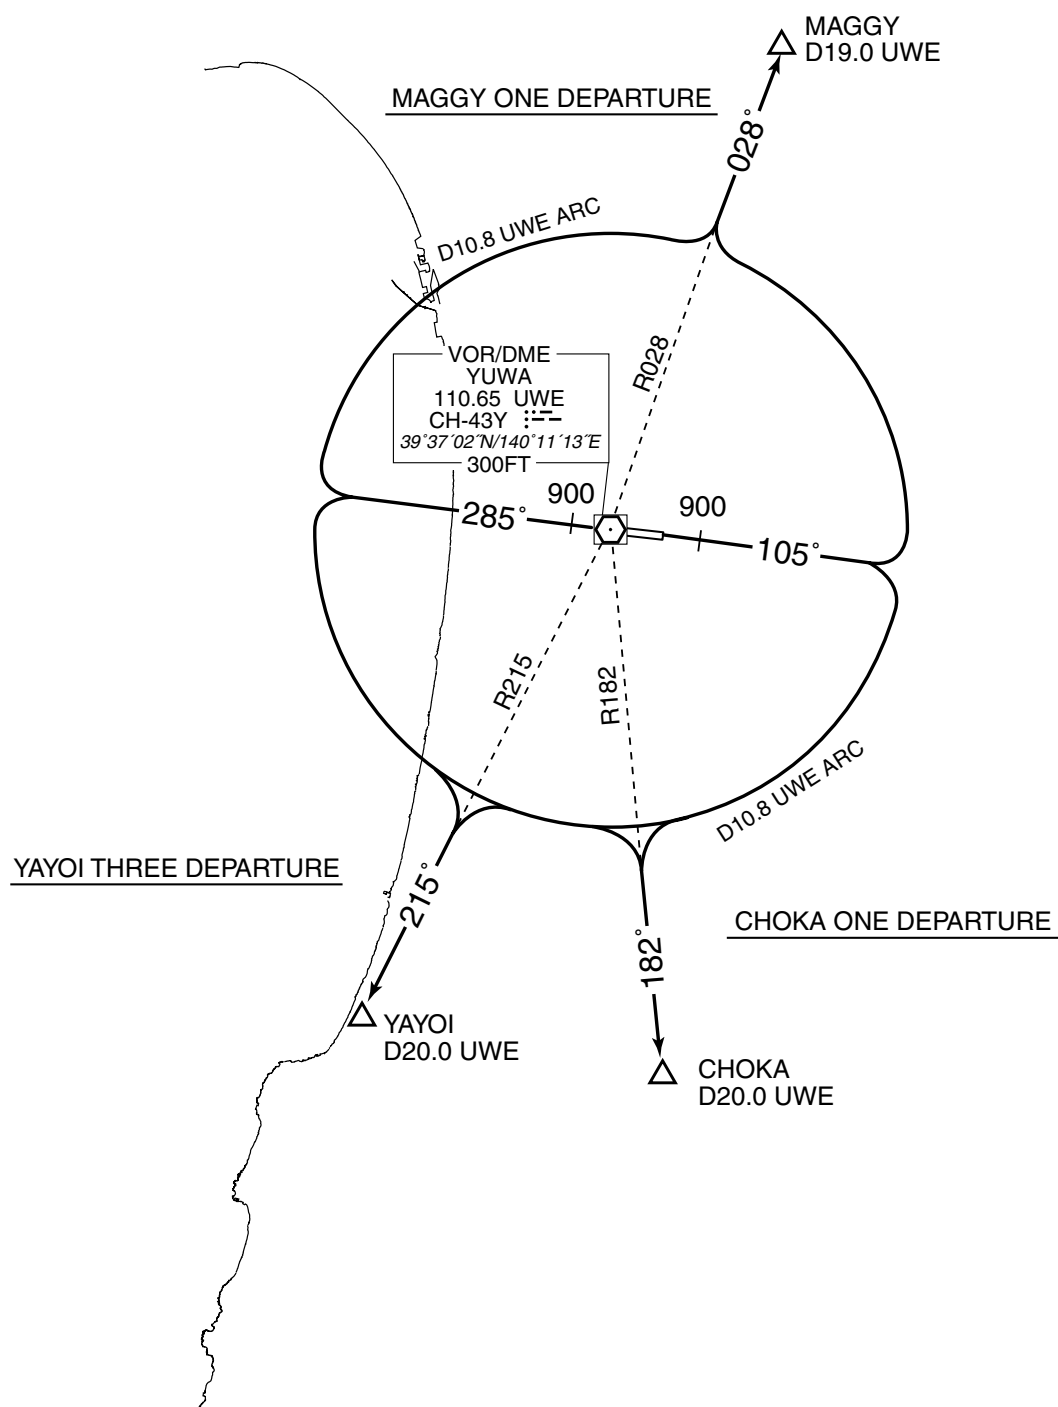 MAGGY
D19.0 UWE
MAGGY ONE DEPARTURE
028°
D10.8 UWE ARC
R028
VOR/DME
YUWA
110.65 UWE
CH-43Y
39°37´02˝N/140°11´13˝E
300FT
900
900
285°
105°
R215
R182
D10.8 UWE ARC
YAYOI THREE DEPARTURE
215°
CHOKA ONE DEPARTURE
182°
YAYOI
D20.0 UWE
CHOKA
D20.0 UWE